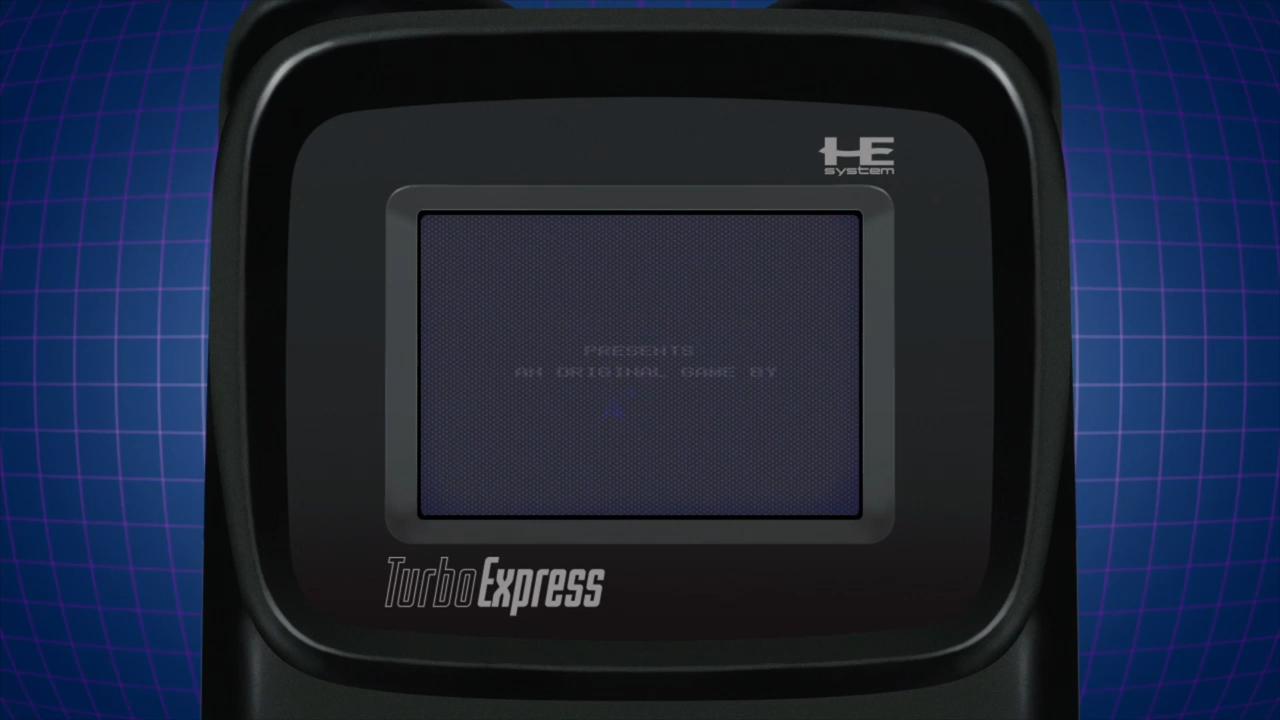 HE
system
PRESENTS
AN ORIGINAL GAME BY
TurboExpress